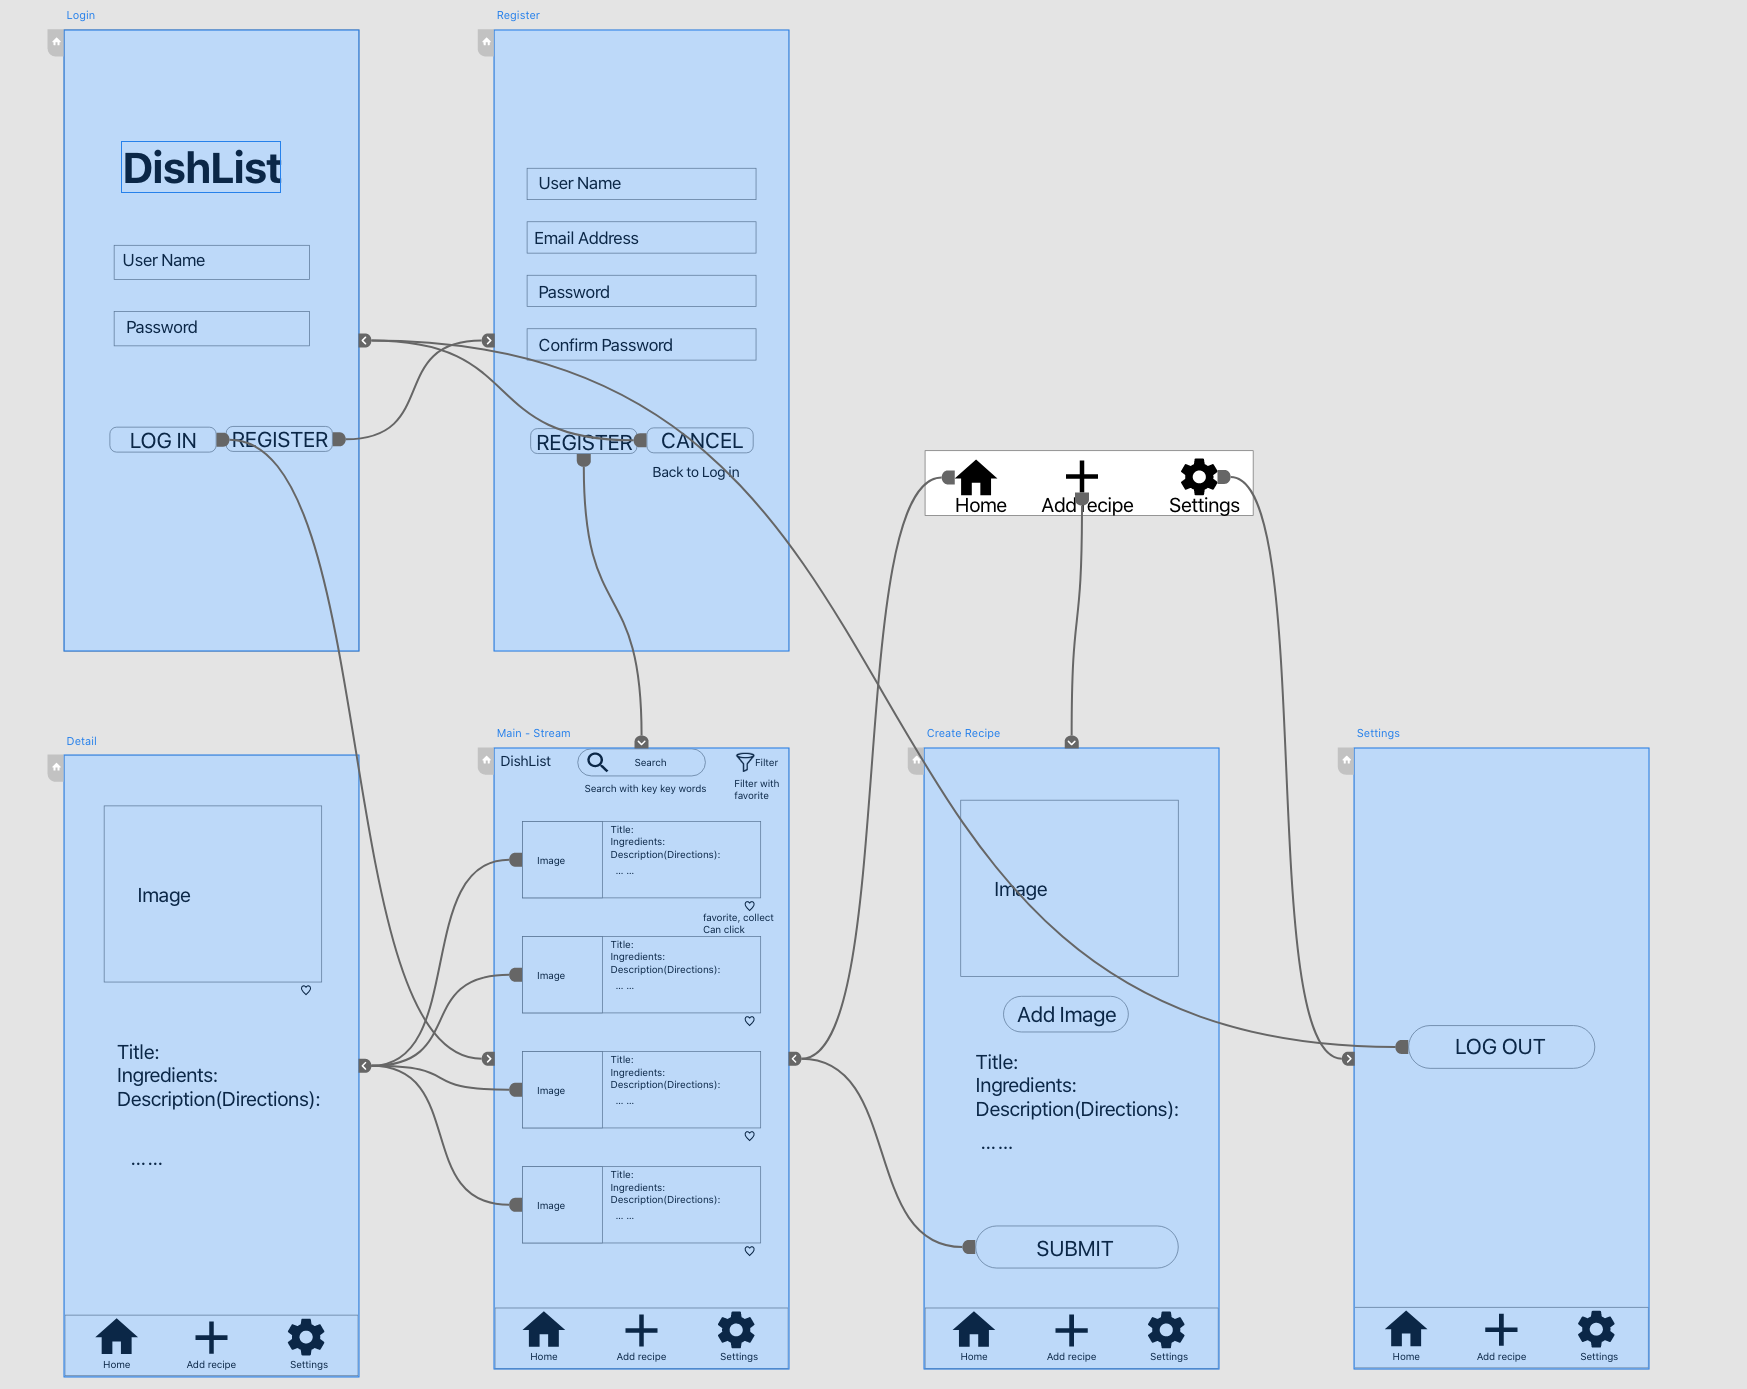 Login
DishList
User Name
Password
LOG IN
REGISTER
Register
User Name
Email Address
Password
Confirm Password
REGISTER
CANCEL
Back to Log in
Home
Add recipe
Settings
Detail
Image
Title:
Ingredients:
Description(Directions):
... ...
Home
Add recipe
Settings
Main - Stream
DishList
Search
Filter
Search with key key words
Filter with
favorite
Image
Title:
Ingredients:
Description(Directions):
... ...
favorite, collect
Can click
Image
Title:
Ingredients:
Description(Directions):
... ...
Image
Title:
Ingredients:
Description(Directions):
... ...
Image
Title:
Ingredients:
Description(Directions):
... ...
Home
Add recipe
Settings
Create Recipe
Image
Add Image
Title:
Ingredients:
Description(Directions):
... ...
SUBMIT
Home
Add recipe
Settings
Settings
LOG OUT
Home
Add recipe
Settings